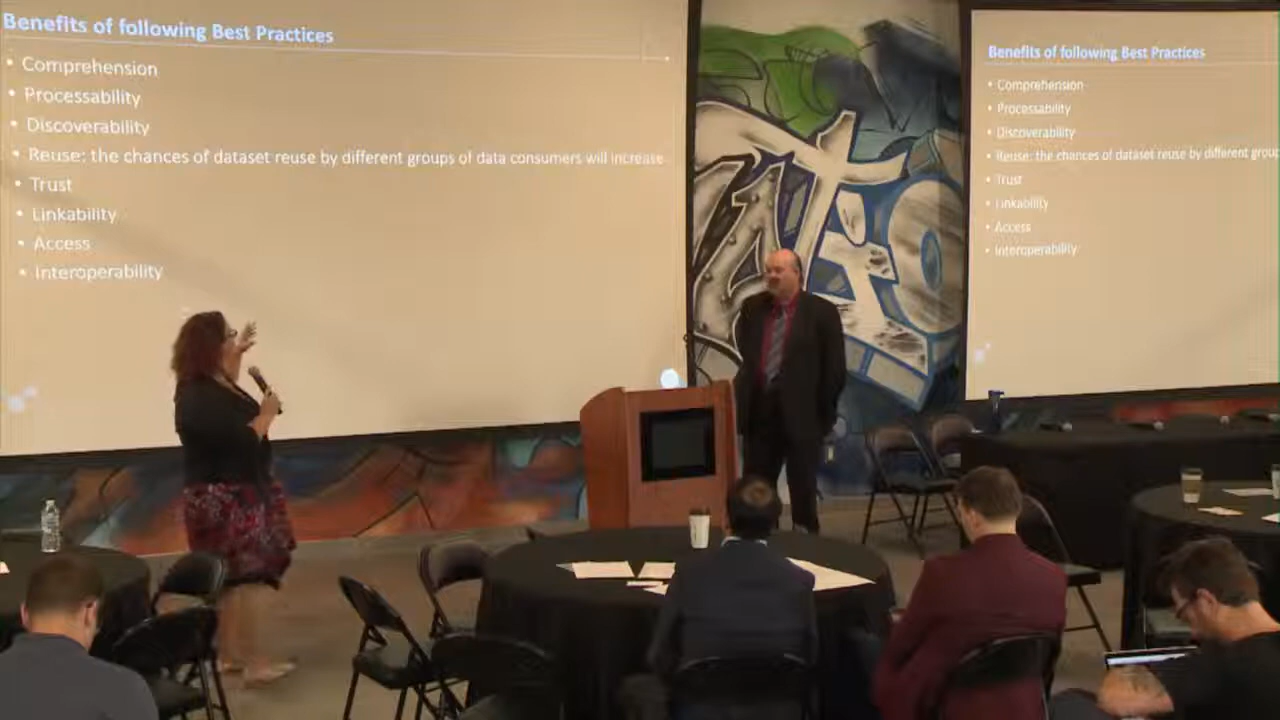 Benefits of following Best Practices
• Comprehension
• Processability
• Discoverability
• Reuse: the chances of dataset reuse by different groups of data consumers will increase
• Trust
• Linkability
• Access
• Interoperability
Benefits of following Best Practices
• Comprehension
• Processability
• Discoverability
• Reuse: the chances of dataset reuse by different group
• Trust
• Linkability
• Access
• Interoperability